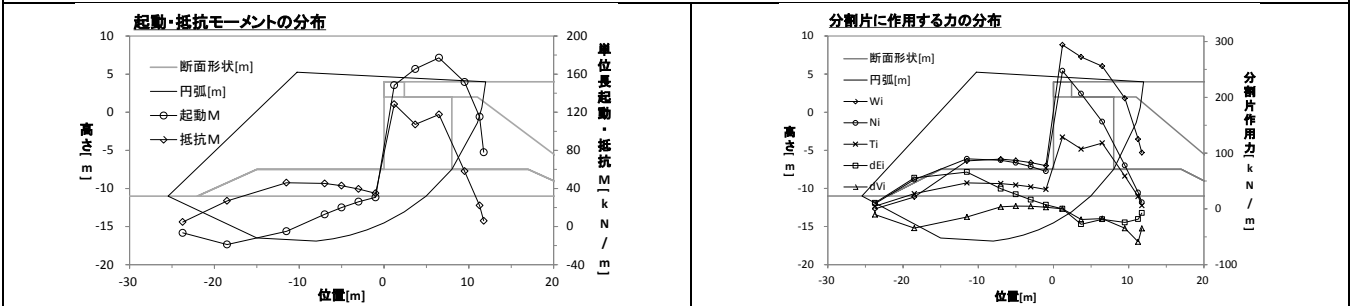 起動・抵抗モーメントの分布
10
5
0
-5
-10
-15
-20
高さ[m]
断面形状[m]
円弧[m]
起動M
抵抗M
200
160
120
80
40
0
-40
単位長起動・抵抗M[kN/m]
-30
-20
-10
0
10
20
位置[m]
分割片に作用する力の分布
10
5
0
-5
-10
-15
-20
高さ[m]
断面形状[m]
円弧[m]
Wi
Ni
Ti
dEi
dVi
300
200
100
0
-100
分割片作用力[kN/m]
-30
-20
-10
0
10
20
位置[m]